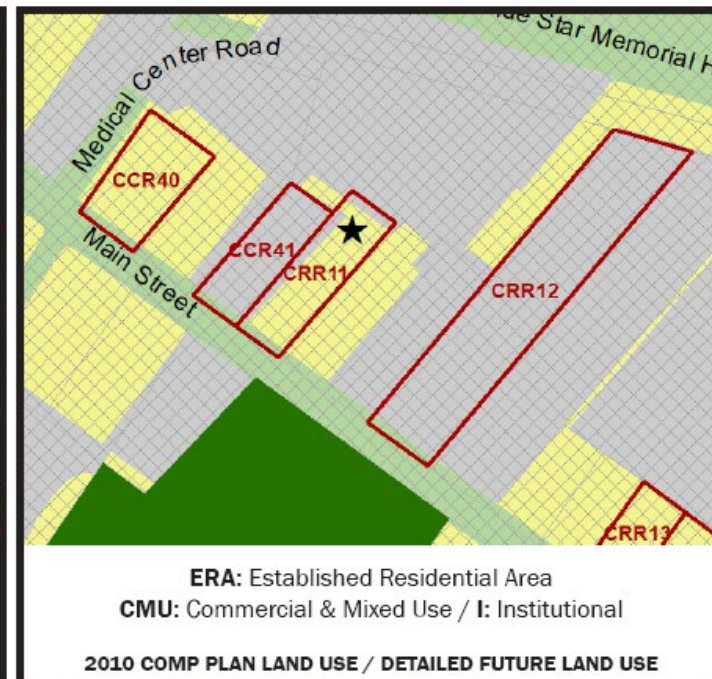 Star Memorial
Medical Center Road
CCR40
CCR41
CRR11
CRR12
Main Street
CRR13
ERA: Established Residential Area
CMU: Commercial & Mixed Use / I: Institutional
2010 COMP PLAN LAND USE / DETAILED FUTURE LAND USE